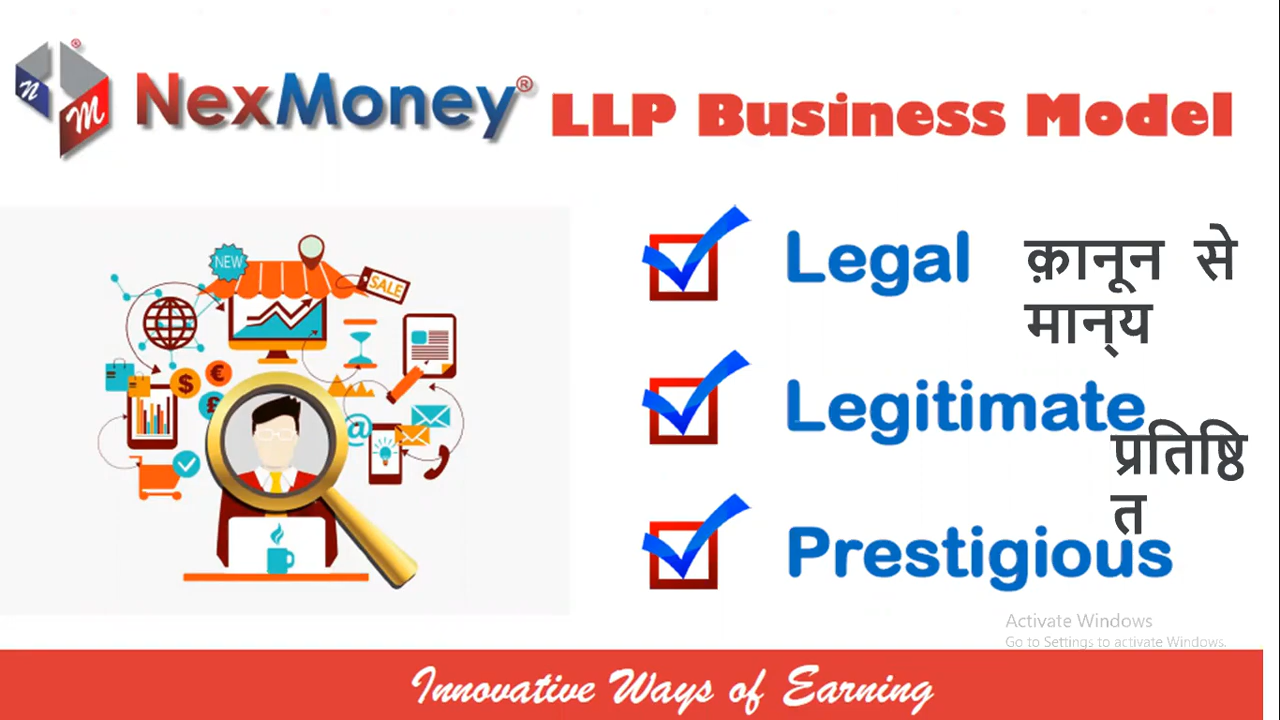 NexMoney® LLP Business Model
n
m
®
NEW
SALE
$
€
£
@
Legal क़ानून से
मान्य
Legitimate
प्रतिष्ठि
त
Prestigious
Activate Windows
Go to Settings to activate Windows.
Innovative Ways of Earning